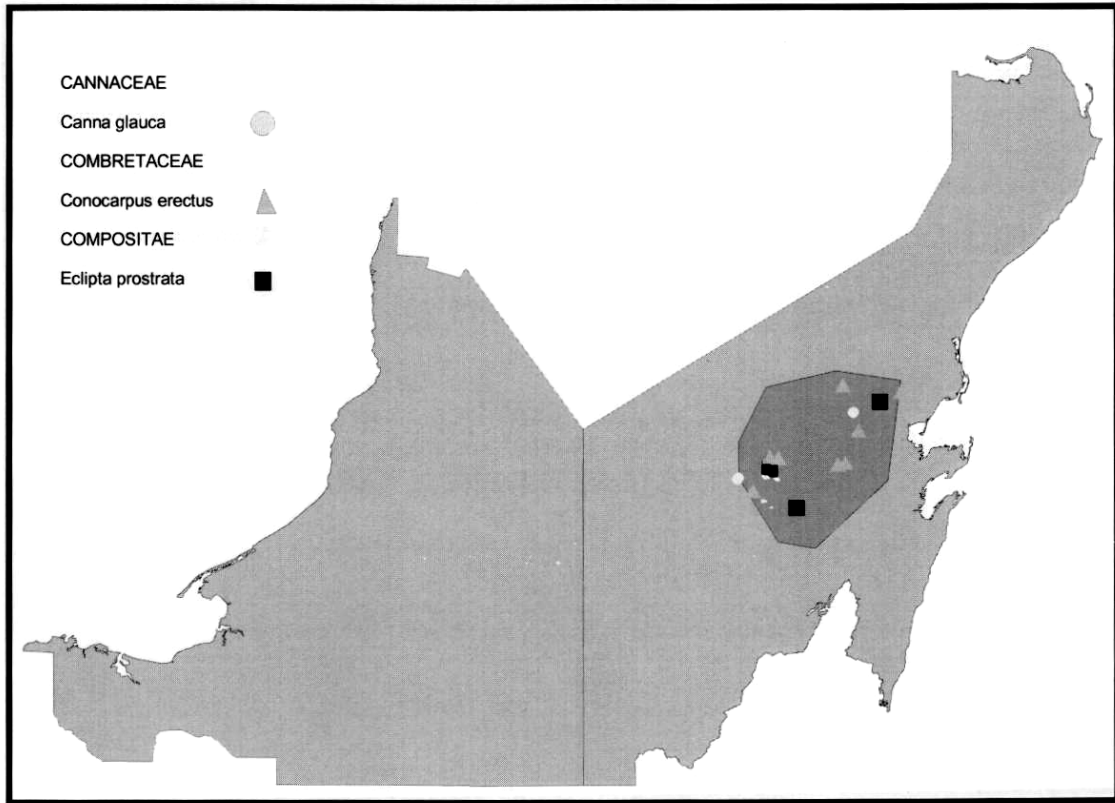 CANNACEAE
Canna glauca
COMBRETACEAE
Conocarpus erectus
COMPOSITAE
Eclipta prostrata